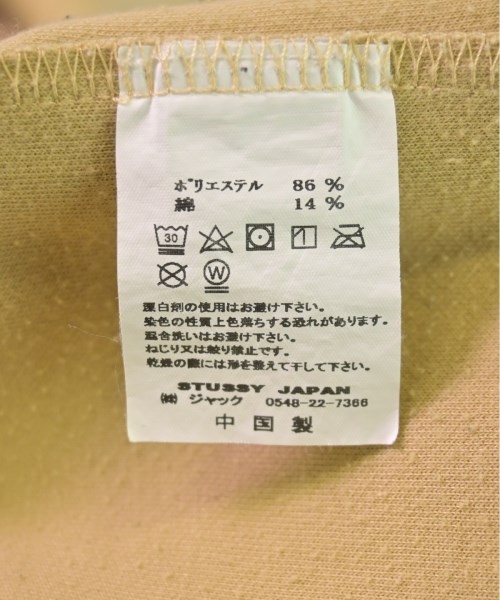 ポリエステル 86 %
綿 14 %
30
W
漂白剤の使用はお避け下さい。
染色の性質上色落ちする恐れがあります。
混合洗いはお避け下さい。
ねじり又は絞り禁止です。
乾燥の際には形を整えて干して下さい。
STUSSY JAPAN
㈱ ジャック 0548-22-7366
中国製